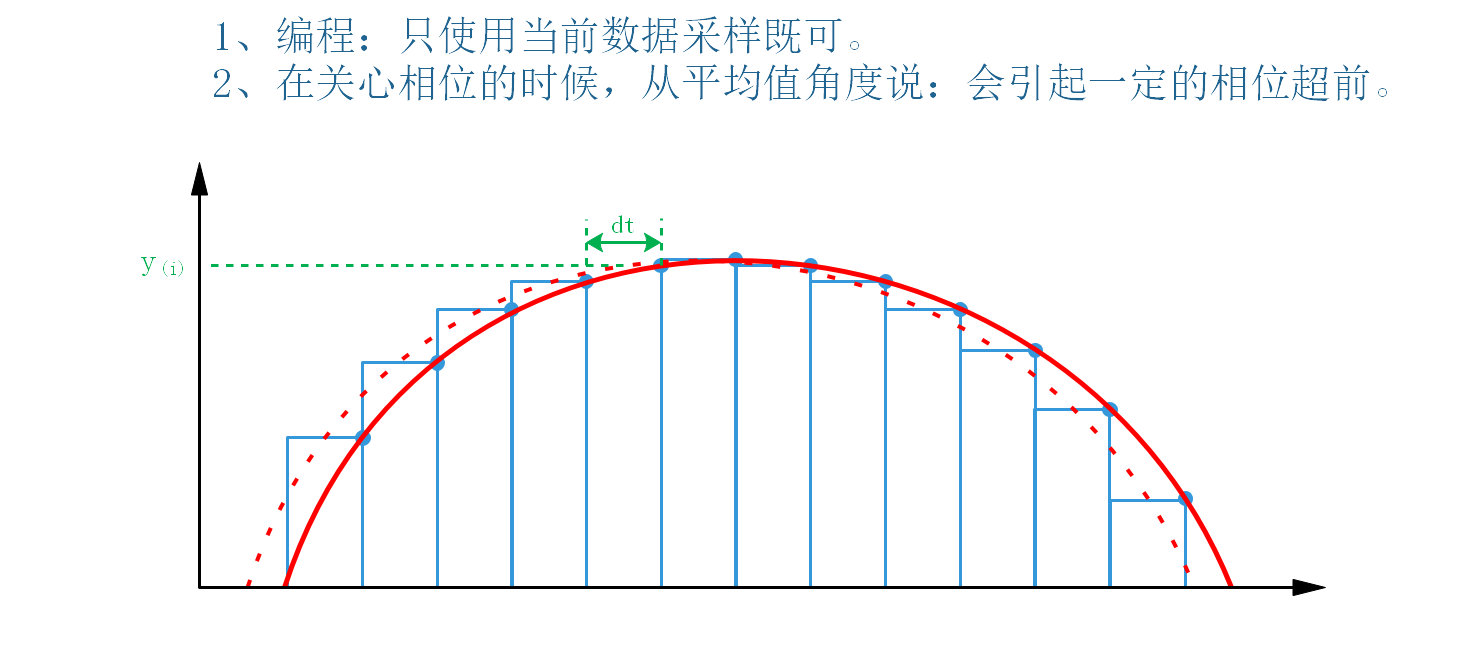 1、编程：只使用当前数据采样既可。
2、在关心相位的时候，从平均值角度说：会引起一定的相位超前。
dt
y(i)